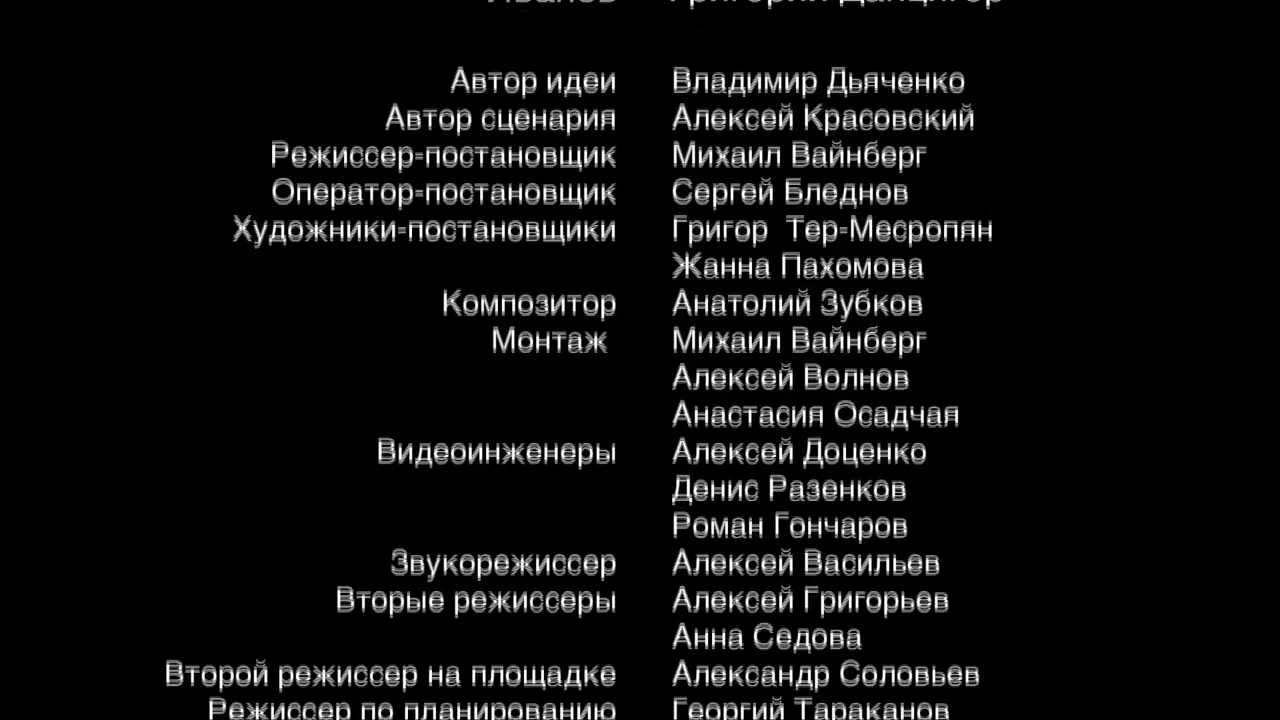 Иванов Григорий Данцигер
Автор идеи Владимир Дьяченко
Автор сценария Алексей Красовский
Режиссер-постановщик Михаил Вайнберг
Оператор-постановщик Сергей Бледнов
Художники-постановщики Григор Тер-Месропян
Жанна Пахомова
Композитор Анатолий Зубков
Монтаж Михаил Вайнберг
Алексей Волнов
Анастасия Осадчая
Видеоинженеры Алексей Доценко
Денис Разенков
Роман Гончаров
Звукорежиссер Алексей Васильев
Вторые режиссеры Алексей Григорьев
Анна Седова
Второй режиссер на площадке Александр Соловьев
Режиссер по планированию Георгий Тараканов